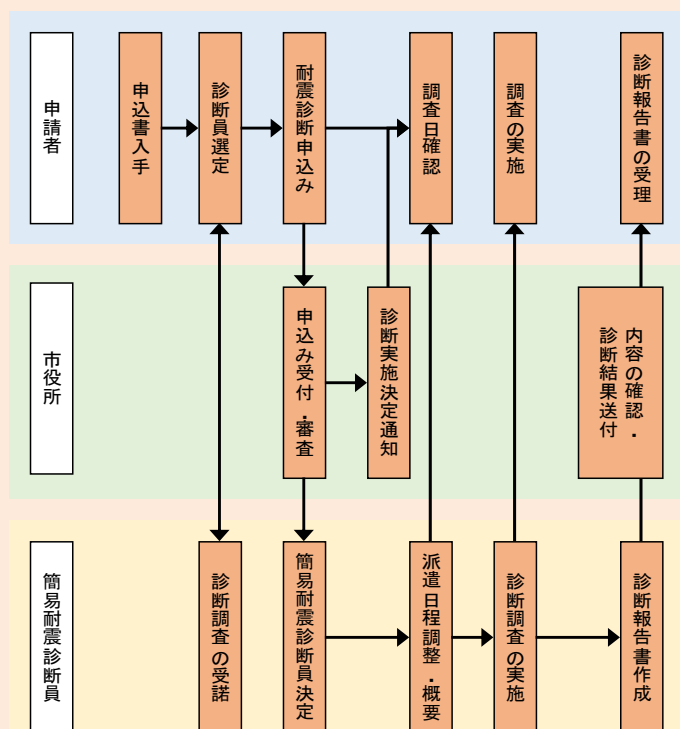 申請者
申込書入手
診断員選定
耐震診断申込み
調査日確認
調査の実施
診断報告書の受理
市役所
申込み受付・審査
診断実施決定通知
内容の確認・
診断結果送付
簡易耐震診断員
診断調査の受諾
簡易耐震診断員決定
派遣日程調整・概要
診断調査の実施
診断報告書作成